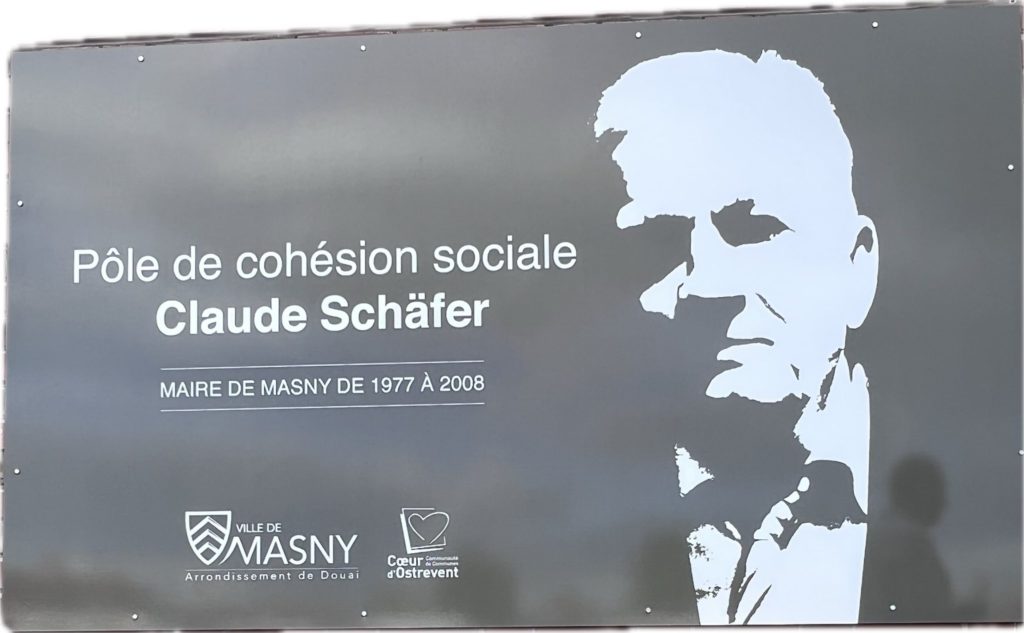 Pôle de cohésion sociale
Claude Schäfer
MAIRE DE MASNY DE 1977 À 2008
VILLE DE
MASNY
Arrondissement de Douai
Cœur
d'Ostrevent
Communauté
de Communes